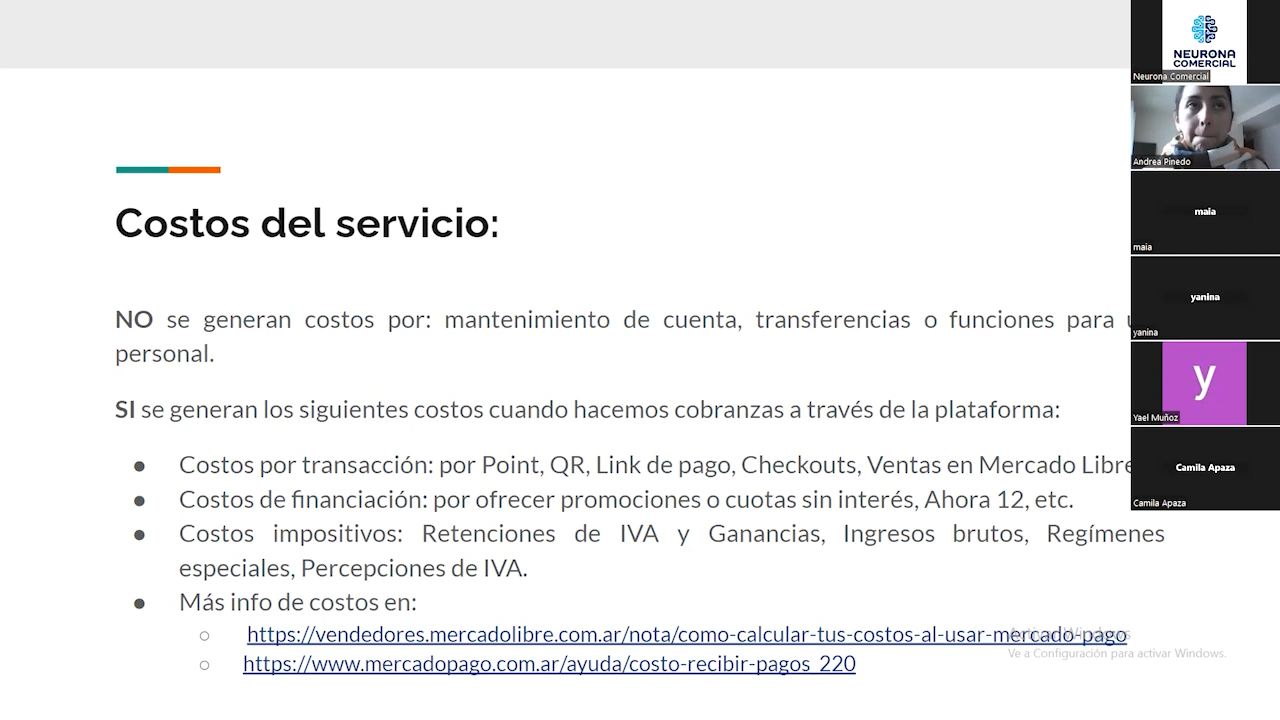 Costos del servicio:
NO se generan costos por: mantenimiento de cuenta, transferencias o funciones para
personal.
SI se generan los siguientes costos cuando hacemos cobranzas a través de la plataforma:
● Costos por transacción: por Point, QR, Link de pago, Checkouts, Ventas en Mercado Libre
● Costos de financiación: por ofrecer promociones o cuotas sin interés, Ahora 12, etc.
● Costos impositivos: Retenciones de IVA y Ganancias, Ingresos brutos, Regímenes
especiales, Percepciones de IVA.
● Más info de costos en:
○ https://vendedores.mercadolibre.com.ar/nota/como-calcular-tus-costos-al-usar-mercado-pago
○ https://www.mercadopago.com.ar/ayuda/costo-recibir-pagos_220
Activar Windows
Ve a Configuración para activar Windows.
NEURONA
COMERCIAL
Neurona Comercial
Andrea Pinedo
maia
maia
yanina
yanina
y
Yael Muñoz
Camila Apaza
Camila Apaza